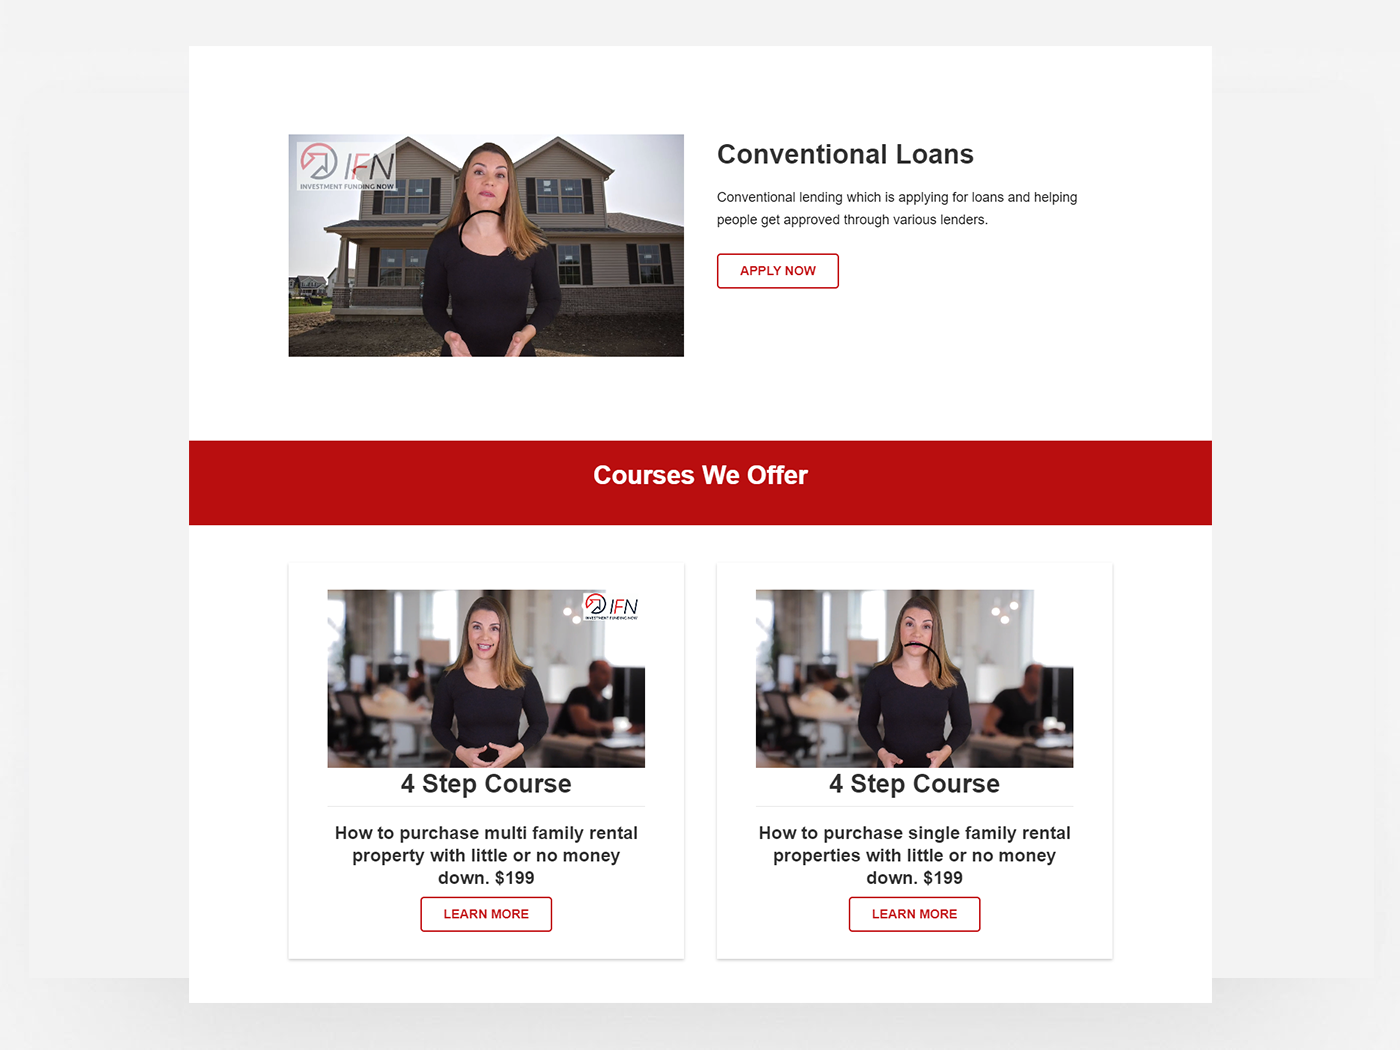 IFN
INVESTMENT FUNDING NOW
Conventional Loans
Conventional lending which is applying for loans and helping
people get approved through various lenders.
APPLY NOW
Courses We Offer
IFN
INVESTMENT FUNDING NOW
4 Step Course
How to purchase multi family rental
property with little or no money
down. $199
LEARN MORE
4 Step Course
How to purchase single family rental
properties with little or no money
down. $199
LEARN MORE